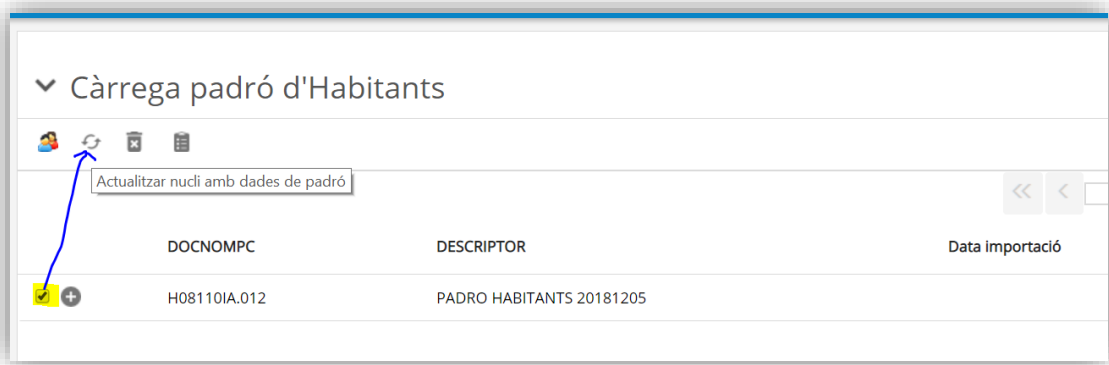 Càrrega padró d'Habitants
Actualitzar nucli amb dades de padró
DOCNOMPC DESCRIPTOR Data importació
H08110IA.012 PADRO HABITANTS 20181205